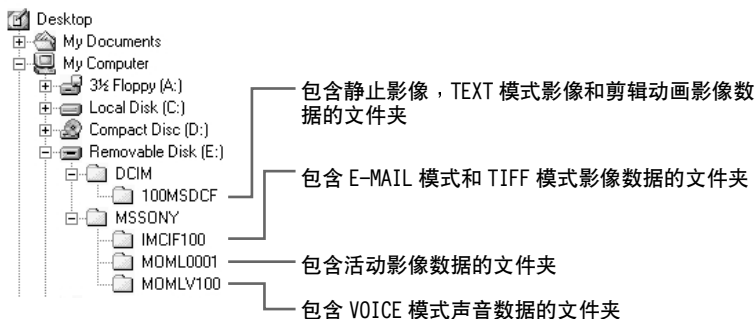 Desktop
My Documents
My Computer
3½ Floppy (A:)
Local Disk (C:)
Compact Disc (D:)
Removable Disk (E:)
DCIM
100MSDCF
MSSONY
IMCIF100
MOML0001
MOMLV100
包含静止影像，TEXT 模式影像和剪辑动画影像数
据的文件夹
包含 E-MAIL 模式和 TIFF 模式影像数据的文件夹
包含活动影像数据的文件夹
包含 VOICE 模式声音数据的文件夹